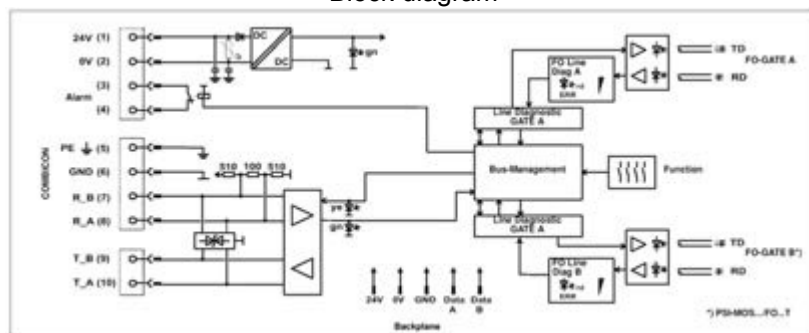 Block diagram
24V (1)
0V (2)
(3)
Alarm
(4)
DC
DC
gn
COMBICON
PE (5)
GND (6)
R_B (7)
R_A (8)
T_B (9)
T_A (10)
510 100 510
ye
gn
FO Line
Diag A
ERR
Line Diagnostic
GATE A
Bus-Management
Function
Line Diagnostic
GATE A
FO Line
Diag B
ERR
TD
FO-GATE A
RD
TD
FO-GATE B*)
RD
24V 0V GND Data A Data B
Backplane
*) PSI-MOS.../FO...T